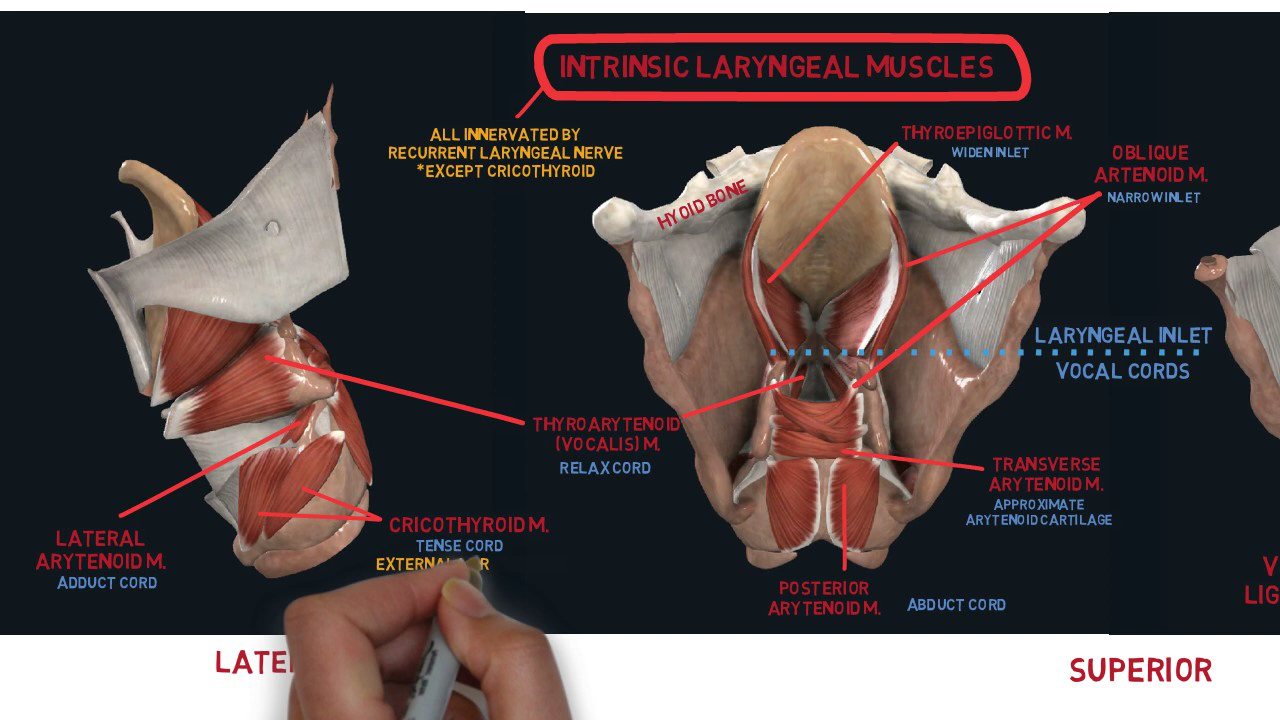 INTRINSIC LARYNGEAL MUSCLES
ALL INNERVATED BY
RECURRENT LARYNGEAL NERVE
*EXCEPT CRICOTHYROID
THYROEPIGLOTTIC M.
WIDEN INLET
OBLIQUE
ARTENOID M.
NARROW INLET
HYOID BONE
LARYNGEAL INLET
VOCAL CORDS
THYROARYTENOID
(VOCALIS) M.
RELAX CORD
TRANSVERSE
ARYTENOID M.
APPROXIMATE
ARYTENOID CARTILAGE
LATERAL
ARYTENOID M.
ADDUCT CORD
CRICOTHYROID M.
TENSE CORD
EXTERNAL
POSTERIOR
ARYTENOID M.
ABDUCT CORD
SUPERIOR